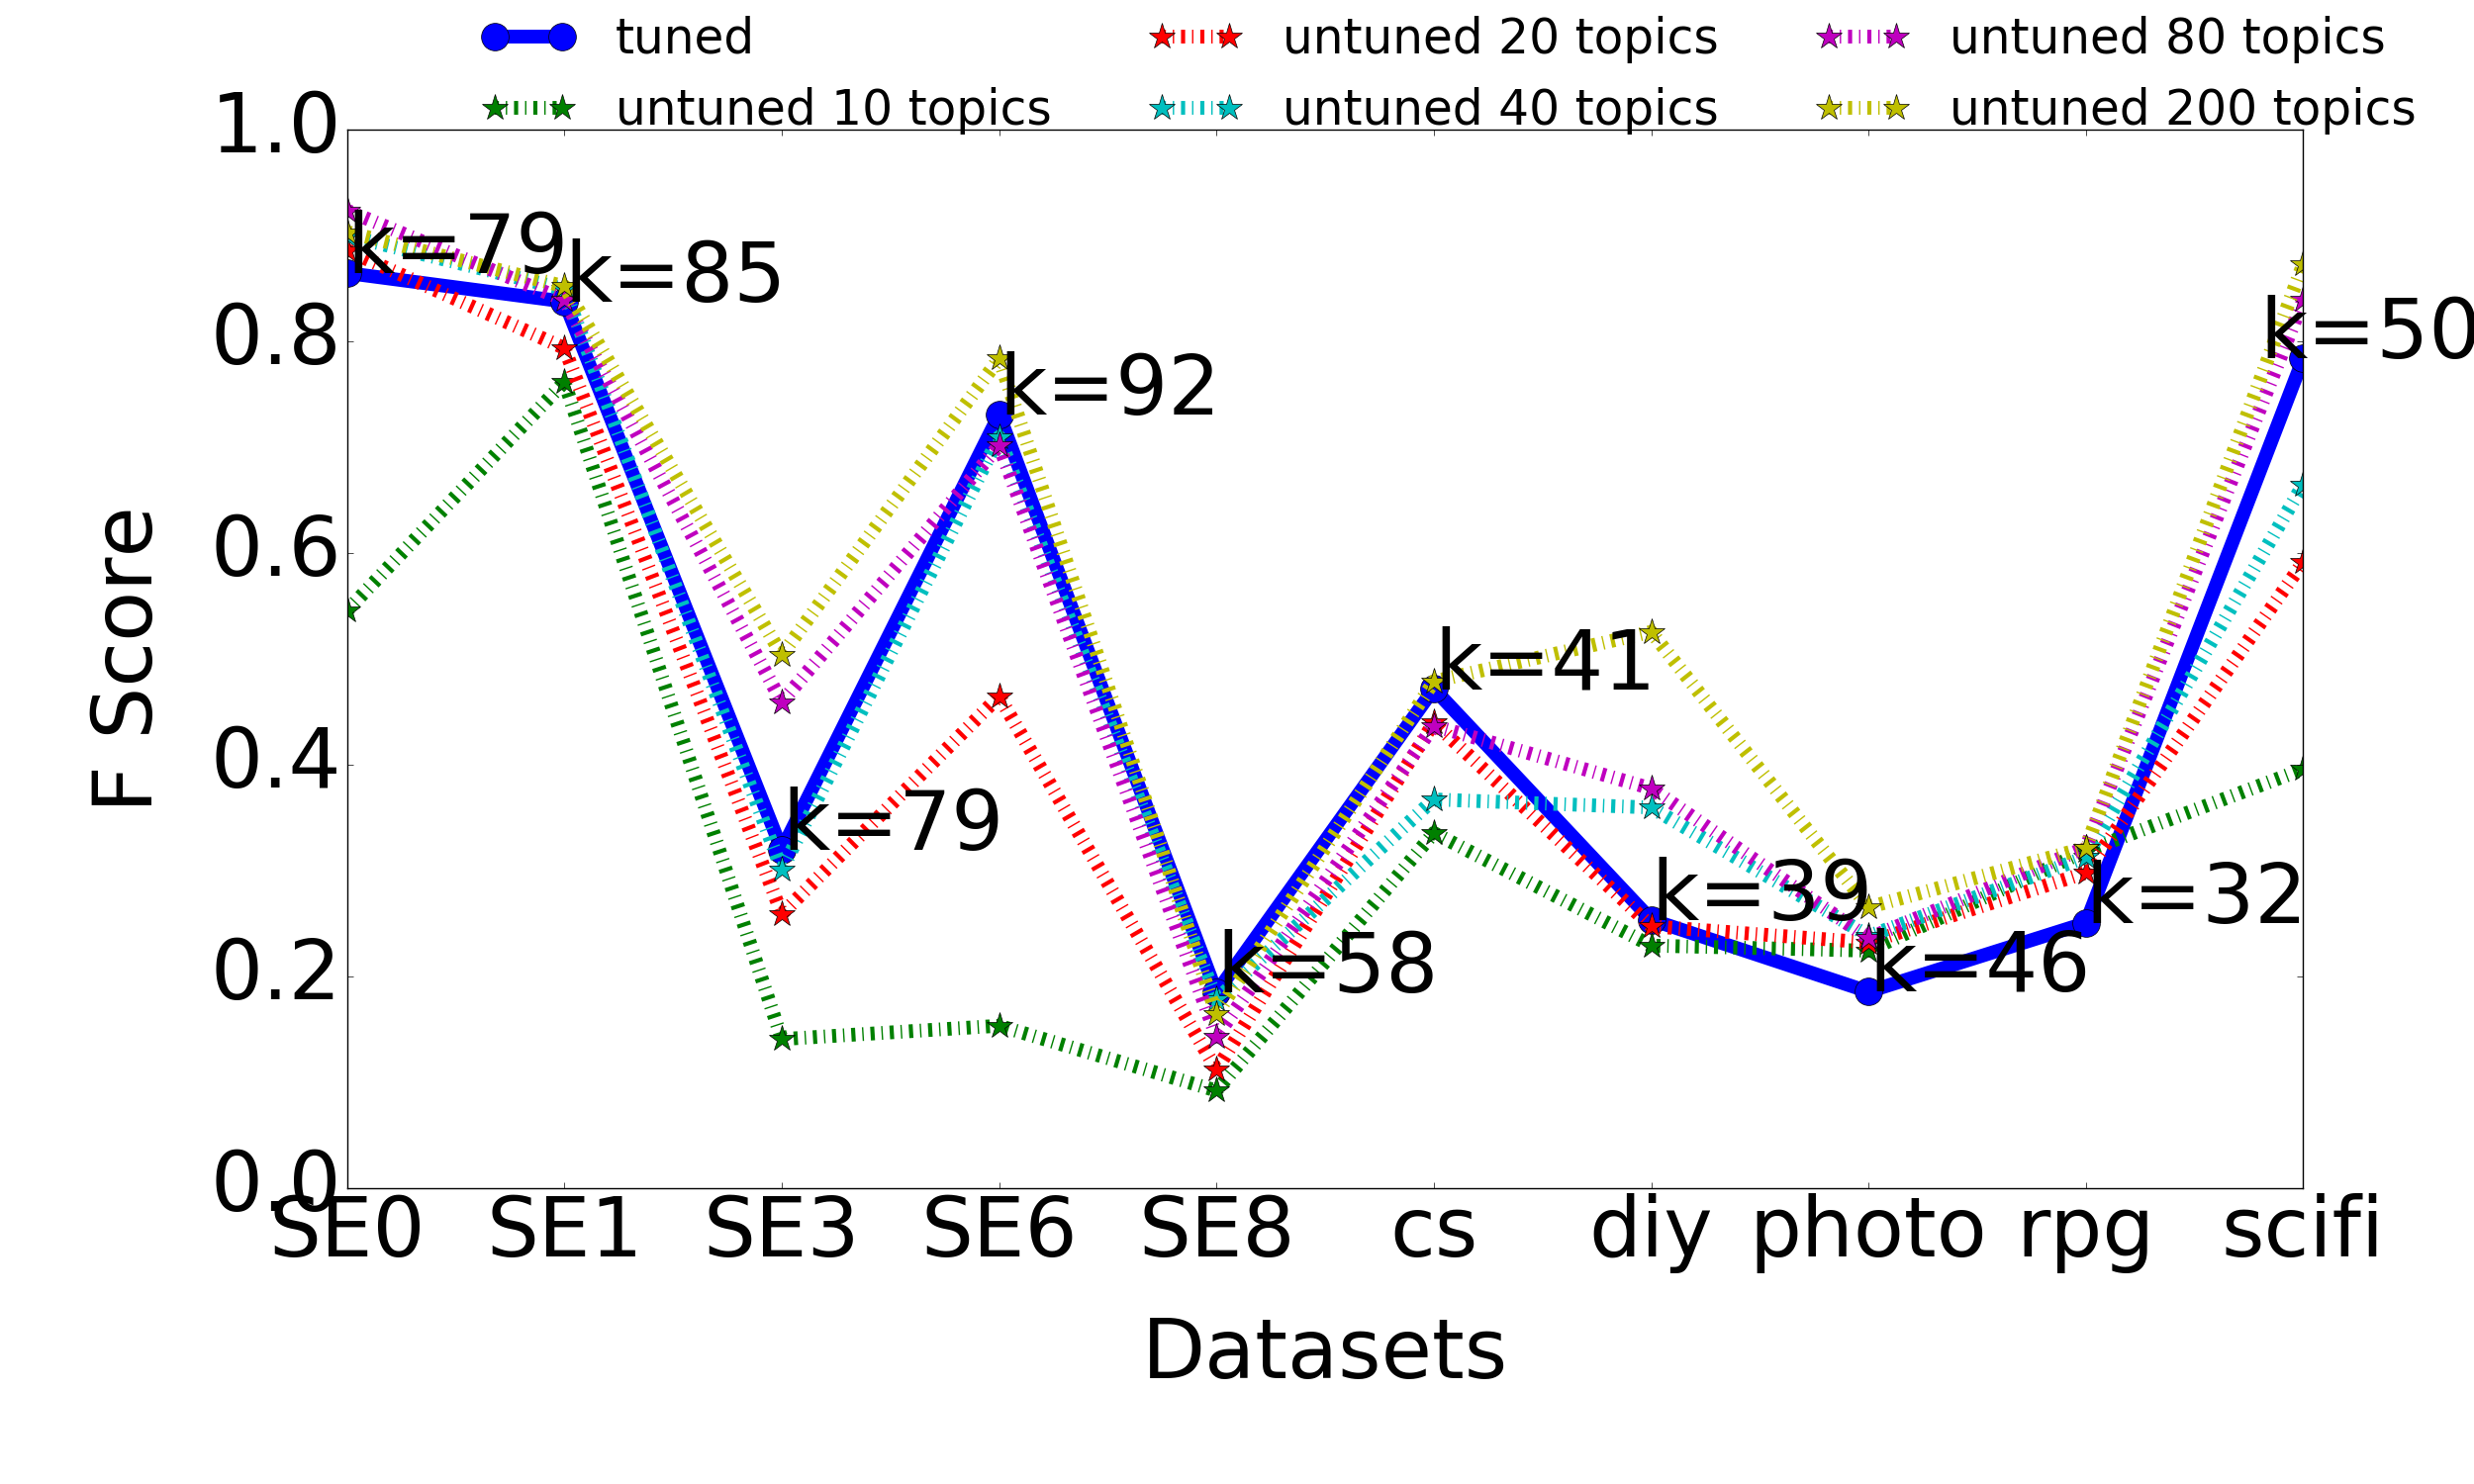 tuned
untuned 10 topics
untuned 20 topics
untuned 40 topics
untuned 80 topics
untuned 200 topics
1.0
0.8
0.6
0.4
0.2
0.0
F Score
k=79
k=85
k=79
k=92
k=58
k=41
k=39
k=46
k=32
k=50
SE0 SE1 SE3 SE6 SE8 cs diy photo rpg scifi
Datasets